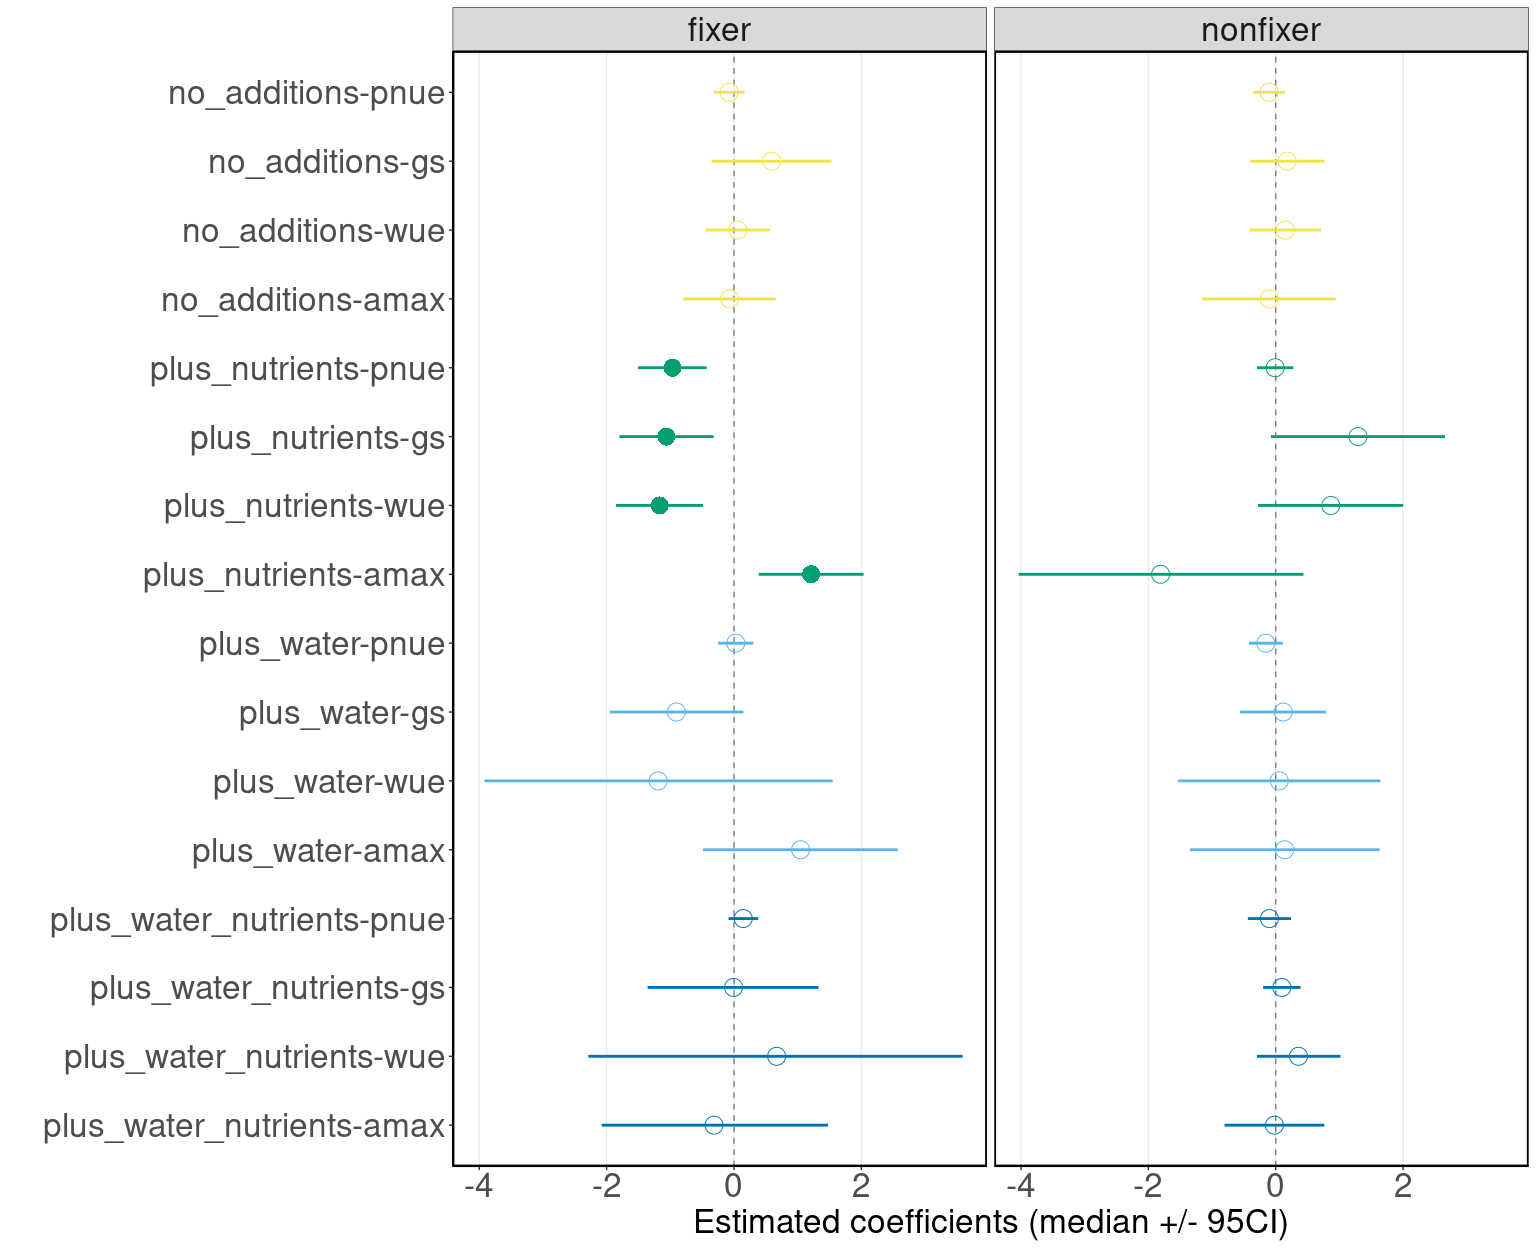 fixer
nonfixer
no_additions-pnue
no_additions-gs
no_additions-wue
no_additions-amax
plus_nutrients-pnue
plus_nutrients-gs
plus_nutrients-wue
plus_nutrients-amax
plus_water-pnue
plus_water-gs
plus_water-wue
plus_water-amax
plus_water_nutrients-pnue
plus_water_nutrients-gs
plus_water_nutrients-wue
plus_water_nutrients-amax
-4 -2 0 2
-4 -2 0 2
Estimated coefficients (median +/- 95CI)